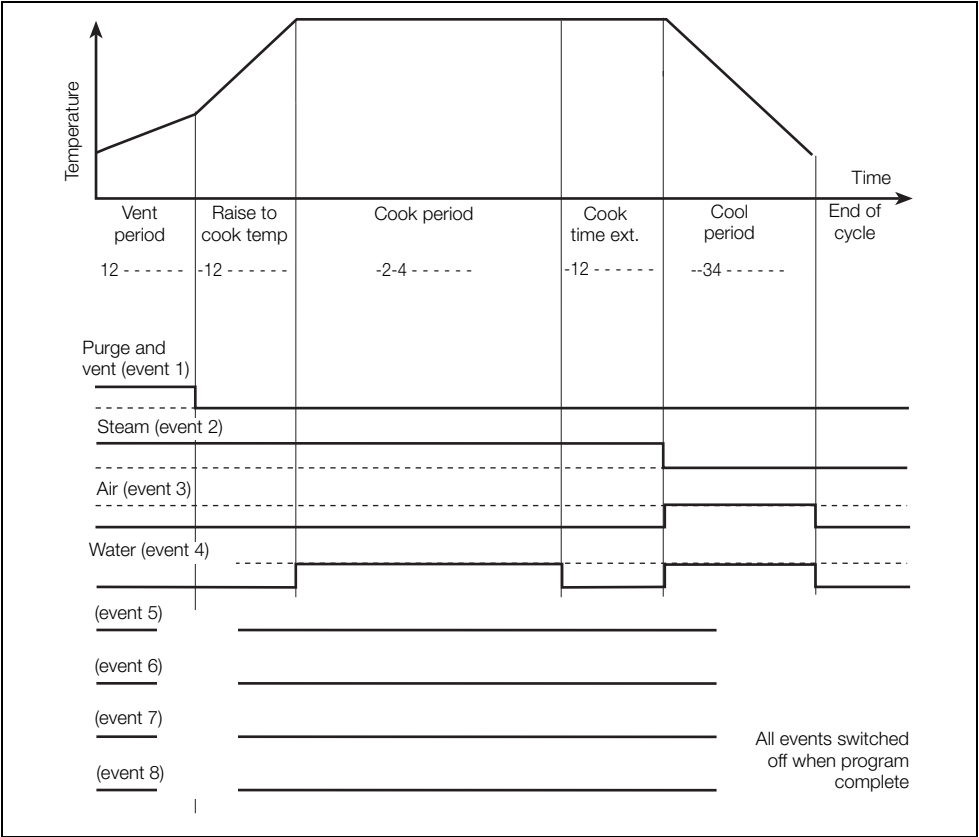 Temperature
Time
Vent
period
Raise to
cook temp
Cook period
Cook
time ext.
Cool
period
End of
cycle
12 - - - - - -
-12 - - - - - -
-2-4 - - - - - -
-12 - - - - - -
--34 - - - - - -
Purge and
vent (event 1)
Steam (event 2)
Air (event 3)
Water (event 4)
(event 5)
(event 6)
(event 7)
(event 8)
All events switched
off when program
complete